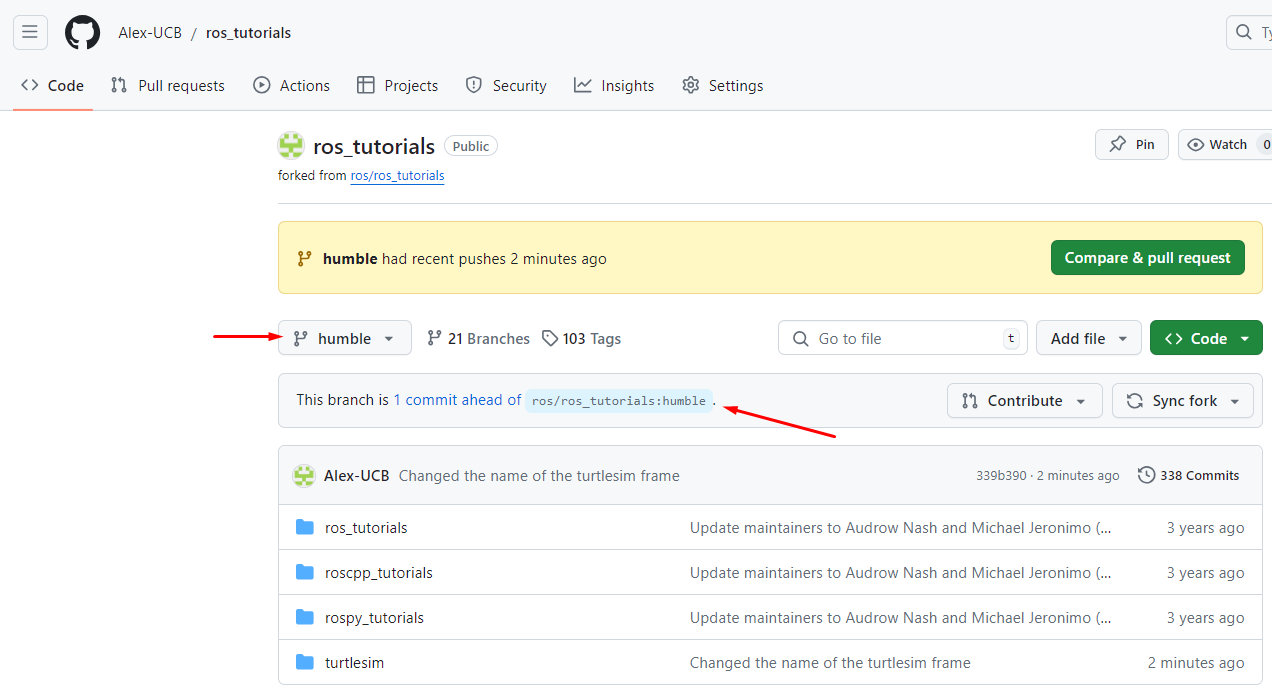 Alex-UCB / ros_tutorials
Ty
Code Pull requests Actions Projects Security Insights Settings
ros_tutorials Public
Pin Watch 0
forked from ros/ros_tutorials
humble had recent pushes 2 minutes ago
Compare & pull request
humble 21 Branches 103 Tags Go to file t Add file Code
This branch is 1 commit ahead of ros/ros_tutorials:humble .
Contribute Sync fork
Alex-UCB Changed the name of the turtlesim frame 339b390 · 2 minutes ago 338 Commits
ros_tutorials Update maintainers to Audrow Nash and Michael Jeronimo (... 3 years ago
roscpp_tutorials Update maintainers to Audrow Nash and Michael Jeronimo (... 3 years ago
rospy_tutorials Update maintainers to Audrow Nash and Michael Jeronimo (... 3 years ago
turtlesim Changed the name of the turtlesim frame 2 minutes ago